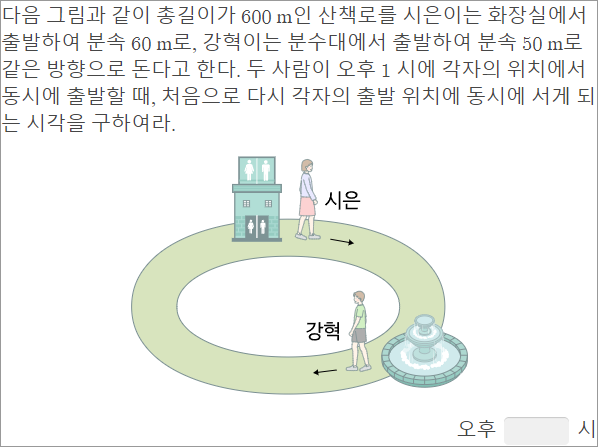 다음 그림과 같이 총길이가 600 m인 산책로를 시은이는 화장실에서
출발하여 분속 60 m로, 강혁이는 분수대에서 출발하여 분속 50 m로
같은 방향으로 돈다고 한다. 두 사람이 오후 1 시에 각자의 위치에서
동시에 출발할 때, 처음으로 다시 각자의 출발 위치에 동시에 서게 되
는 시각을 구하여라.
시은
강혁
오후 시